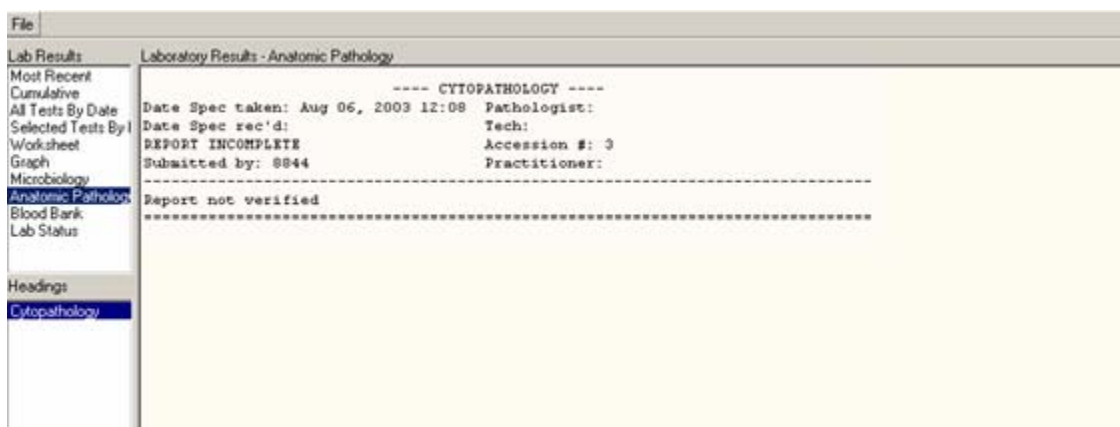 File
Lab Results
Most Recent
Cumulative
All Tests By Date
Selected Tests By
Worksheet
Graph
Microbiology
Anatomic Patholog
Blood Bank
Lab Status
Headings
Cytopathology
Laboratory Results - Anatomic Pathology
---- CYTOPATHOLOGY ----
Date Spec taken: Aug 06, 2003 12:08 Pathologist:
Date Spec rec'd: Tech:
REPORT INCOMPLETE Accession #: 3
Submitted by: 8844 Practitioner:
--------------------------------------------------------------------------------
Report not verified
================================================================================